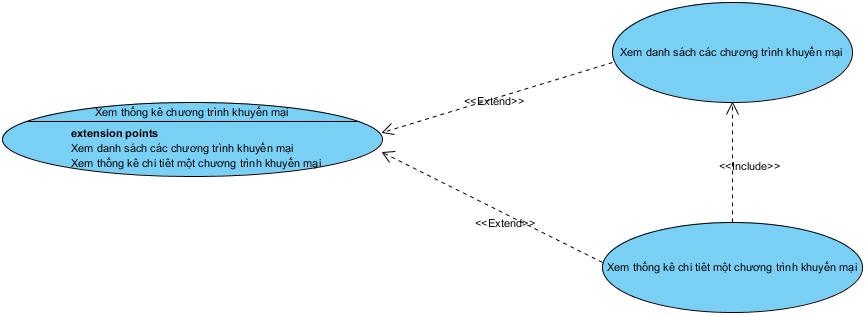 Xem thống kê chương trình khuyến mại
extension points
Xem danh sách các chương trình khuyến mại
Xem thống kê chi tiết một chương trình khuyến mại
<<Extend>>
<<Extend>>
Xem danh sách các chương trình khuyến mại
<<Include>>
Xem thống kê chi tiết một chương trình khuyến mại